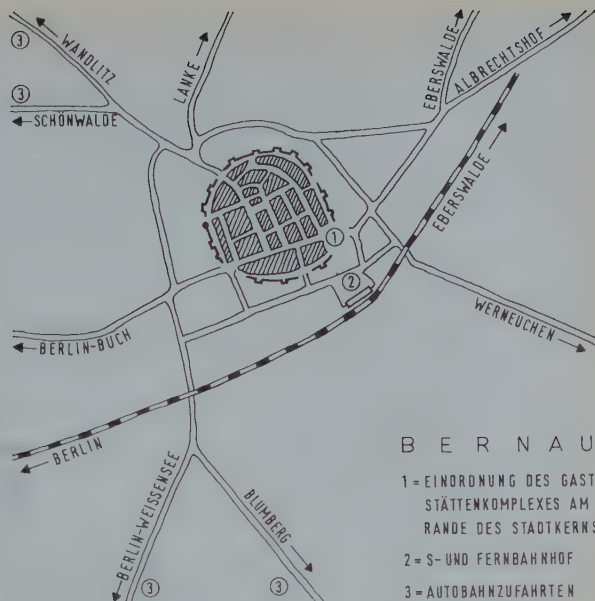 3
WANDLITZ
LANKE
EBERSWALDE
ALBRECHTSHOF
3
SCHÖNWALDE
EBERSWALDE
1
2
WERNEUCHEN
BERLIN-BUCH
BERLIN
BERLIN-WEISSENSEE
BLUMBERG
3
3
BERNAU
1 = EINORDNUNG DES GAST
STÄTTENKOMPLEXES AM
RANDE DES STADTKERNS
2 = S- UND FERNBAHNHOF
3 = AUTOBAHNZUFAHRTEN